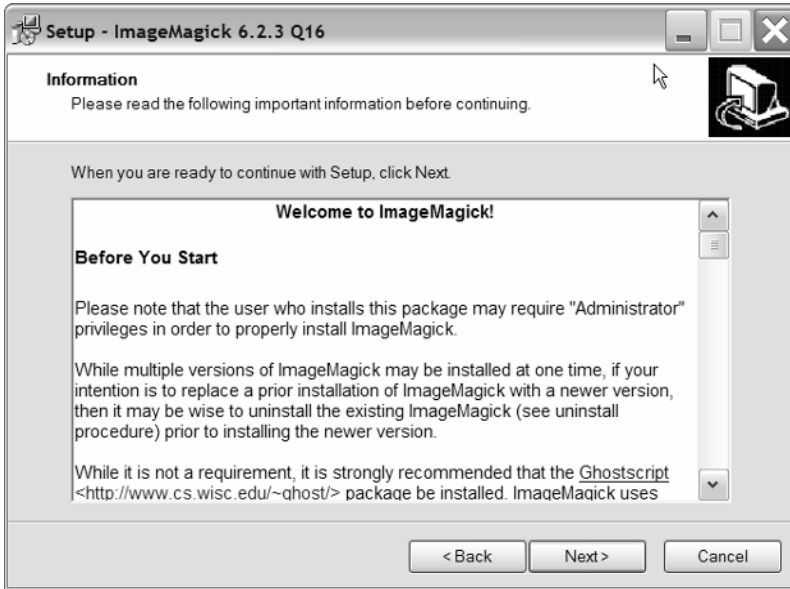 Setup - ImageMagick 6.2.3 Q16
Information
Please read the following important information before continuing.
When you are ready to continue with Setup, click Next.
Welcome to ImageMagick!
Before You Start
Please note that the user who installs this package may require "Administrator"
privileges in order to properly install ImageMagick.
While multiple versions of ImageMagick may be installed at one time, if your
intention is to replace a prior installation of ImageMagick with a newer version,
then it may be wise to uninstall the existing ImageMagick (see uninstall
procedure) prior to installing the newer version.
While it is not a requirement, it is strongly recommended that the Ghostscript
<http://www.cs.wisc.edu/~ghost/> package be installed. ImageMagick uses
< Back Next > Cancel